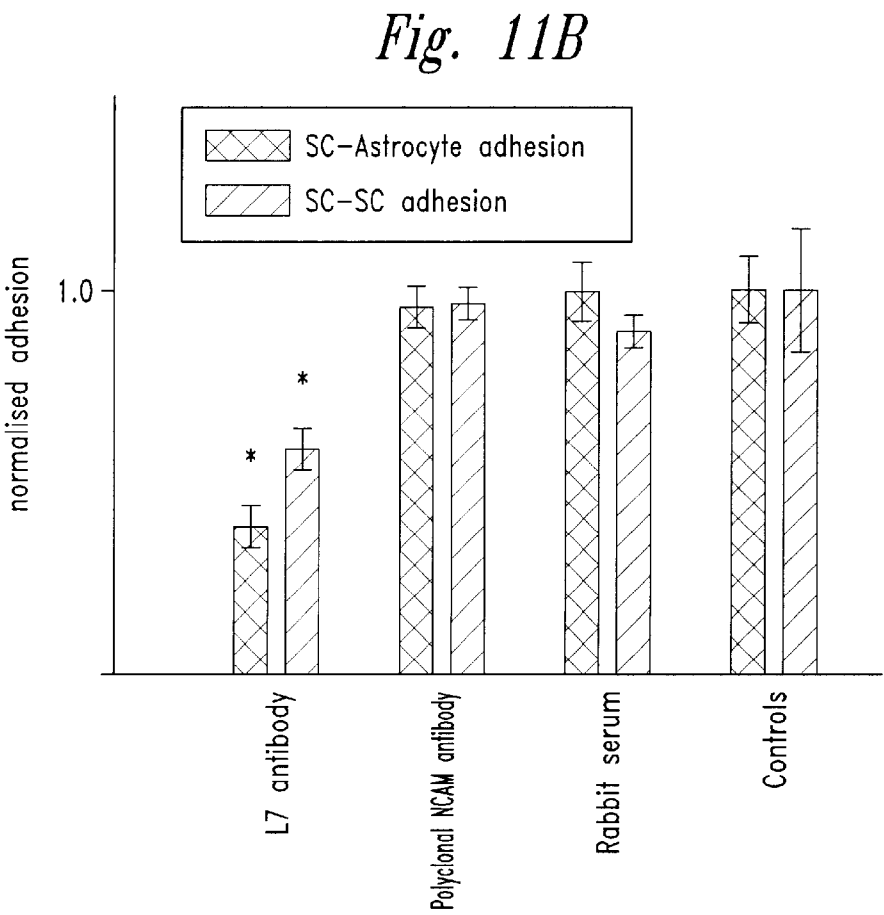 Fig. 11B
SC-Astrocyte adhesion
SC-SC adhesion
normalised adhesion
1.0
*
*
L7 antibody
Polyclonal NCAM antibody
Rabbit serum
Controls